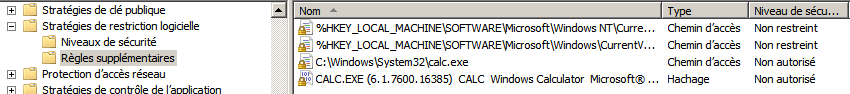 Stratégies de clé publique
Stratégies de restriction logicielle
Niveaux de sécurité
Règles supplémentaires
Protection d'accès réseau
Stratégies de contrôle de l'application
Nom Type Niveau de sécu...
%HKEY_LOCAL_MACHINE\SOFTWARE\Microsoft\Windows NT\Curre... Chemin d'accès Non restreint
%HKEY_LOCAL_MACHINE\SOFTWARE\Microsoft\Windows\CurrentV... Chemin d'accès Non restreint
C:\Windows\System32\calc.exe Chemin d'accès Non autorisé
CALC.EXE (6.1.7600.16385) CALC Windows Calculator Microsoft® ... Hachage Non autorisé